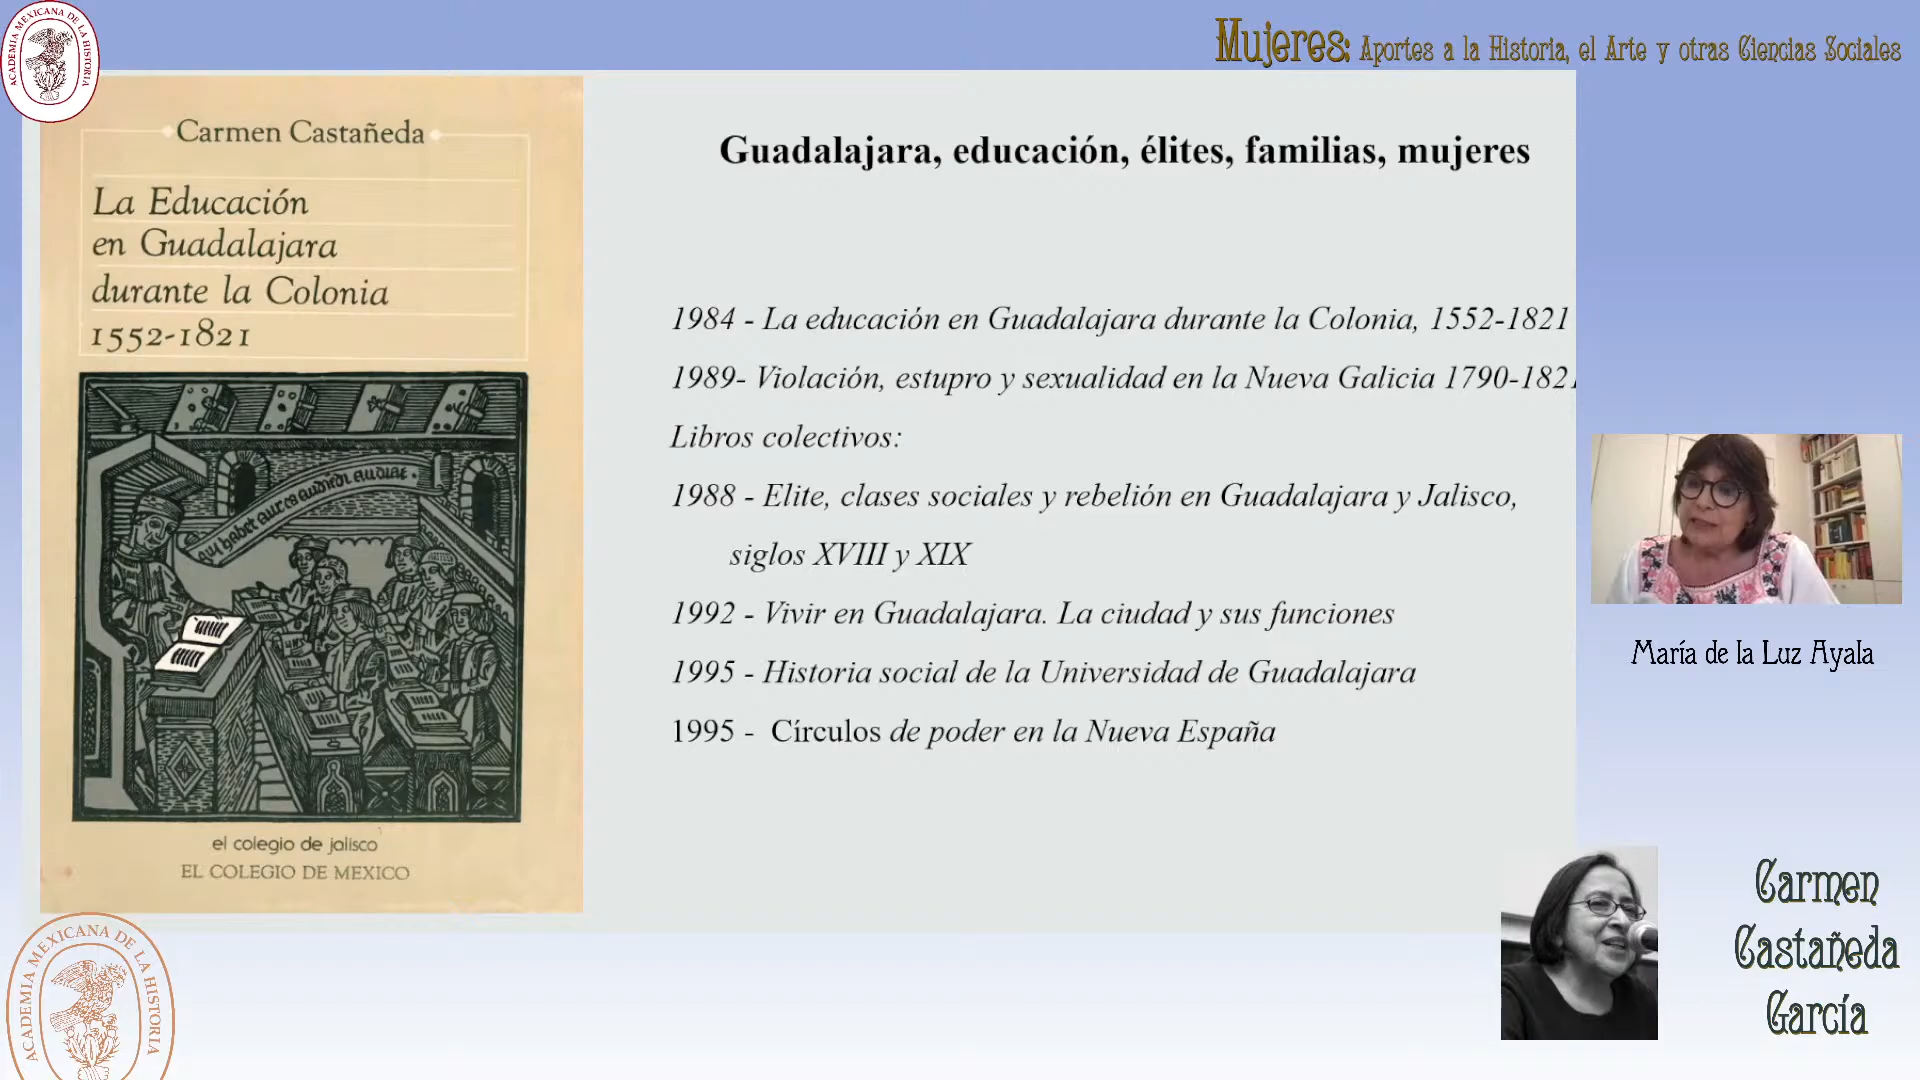 ACADEMIA MEXICANA DE LA HISTORIA
Mujeres: Aportes a la Historia, el Arte y otras Ciencias Sociales
Carmen Castañeda
La Educación
en Guadalajara
durante la Colonia
1552-1821
el colegio de jalisco
EL COLEGIO DE MEXICO
Guadalajara, educación, élites, familias, mujeres
1984 - La educación en Guadalajara durante la Colonia, 1552-1821
1989- Violación, estupro y sexualidad en la Nueva Galicia 1790-1821
Libros colectivos:
1988 - Elite, clases sociales y rebelión en Guadalajara y Jalisco,
siglos XVIII y XIX
1992 - Vivir en Guadalajara. La ciudad y sus funciones
1995 - Historia social de la Universidad de Guadalajara
1995 - Círculos de poder en la Nueva España
María de la Luz Ayala
Carmen
Castañeda
García
ACADEMIA MEXICANA DE LA HISTORIA